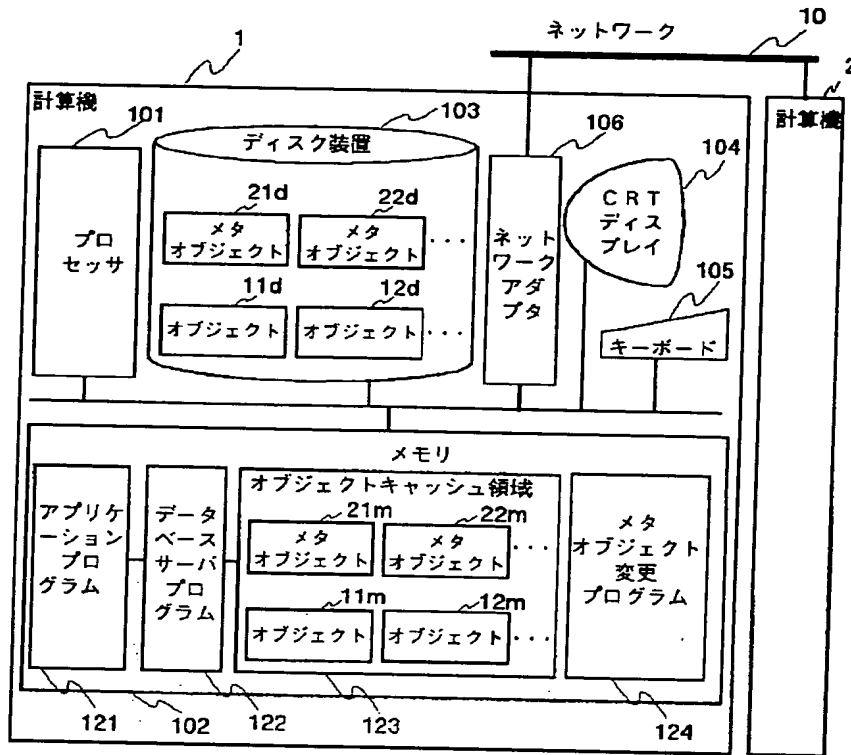 ネットワーク
10
1
2
計算機
101
103
106
104
計算機
ディスク装置
プロ
セッサ
21d
22d
メタ
オブジェクト
メタ
オブジェクト
...
11d
12d
オブジェクト
オブジェクト
...
ネット
ワーク
アダ
プタ
CRT
ディス
プレイ
105
キーボード
メモリ
アプリケ
ーション
プロ
グラム
データ
ベース
サーバ
プロ
グラム
オブジェクトキャッシュ領域
21m
22m
メタ
オブジェクト
メタ
オブジェクト
...
11m
12m
オブジェクト
オブジェクト
...
メタ
オブジェクト
変更
プログラム
121
102
122
123
124